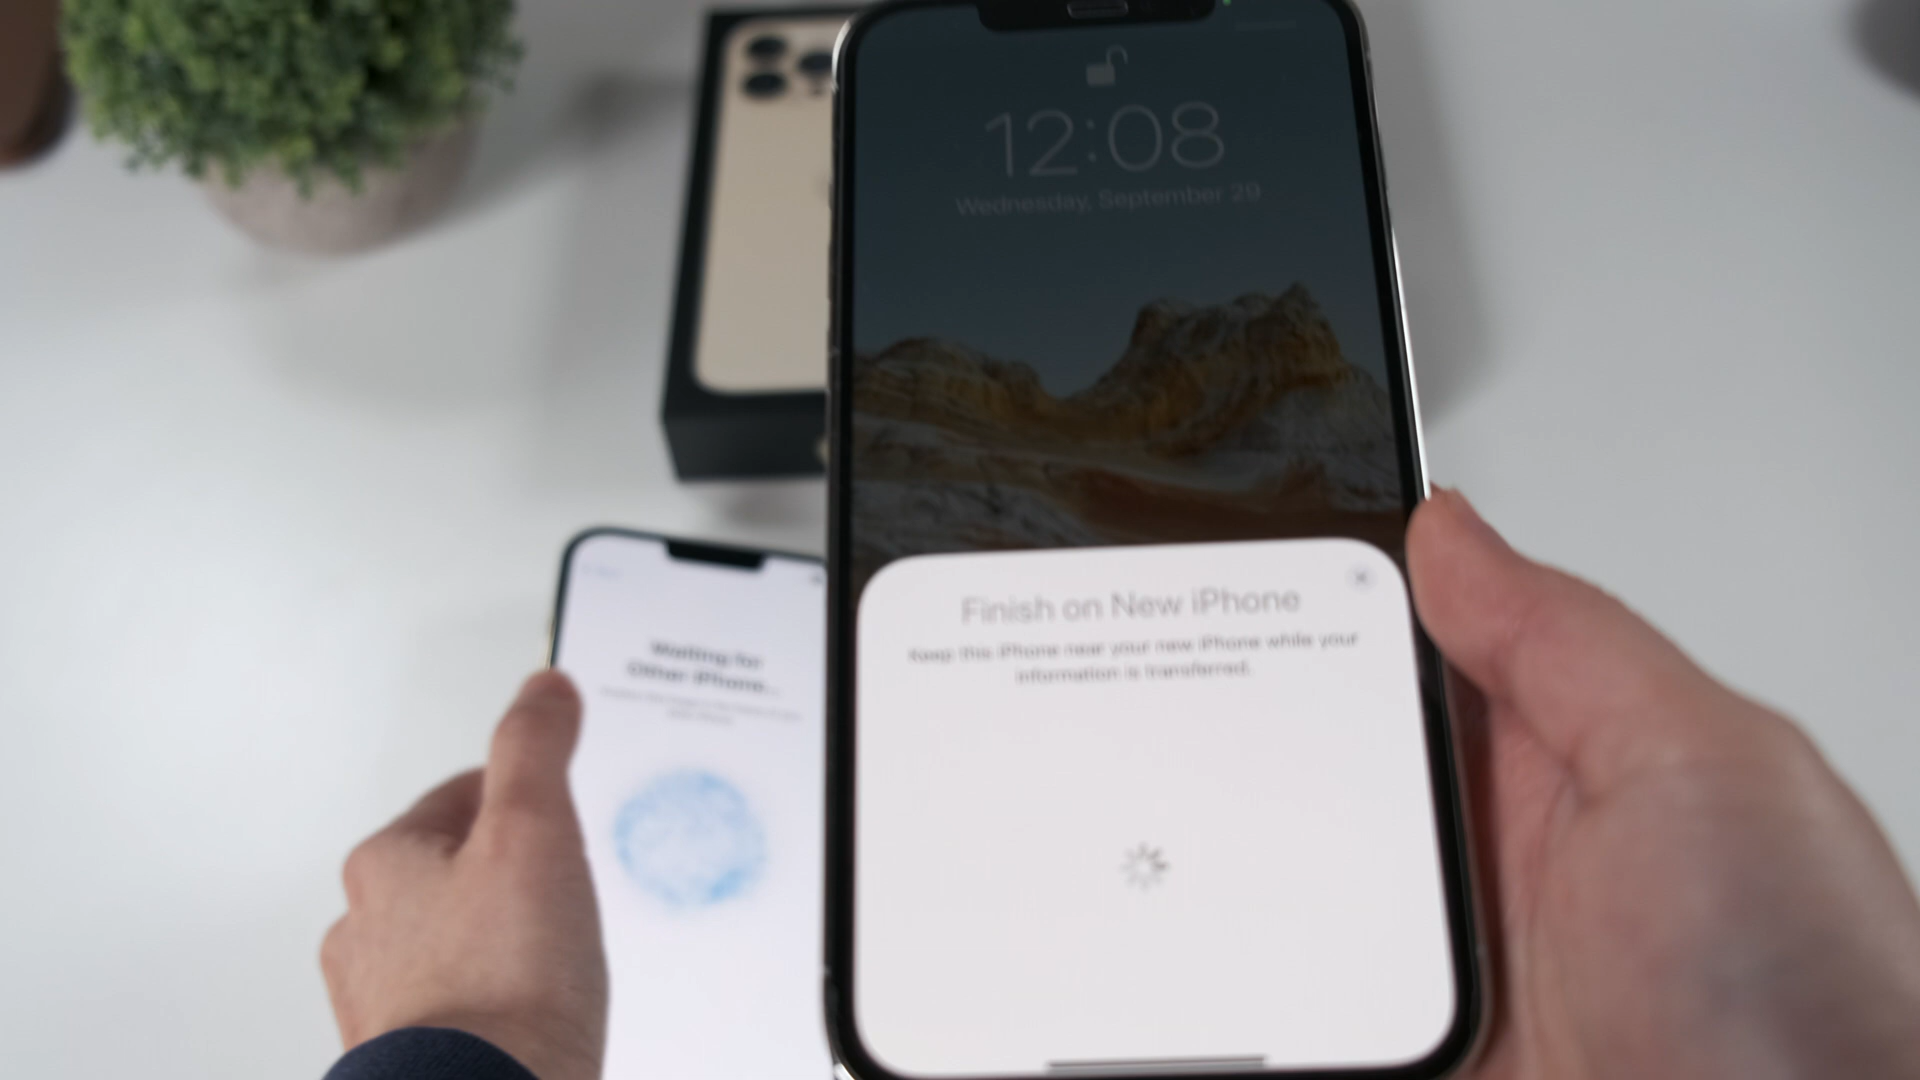 12:08
Wednesday, September 29
Finish on New iPhone
Keep this iPhone near your new iPhone while your
information is transferred.
Waiting for
Other iPhone...